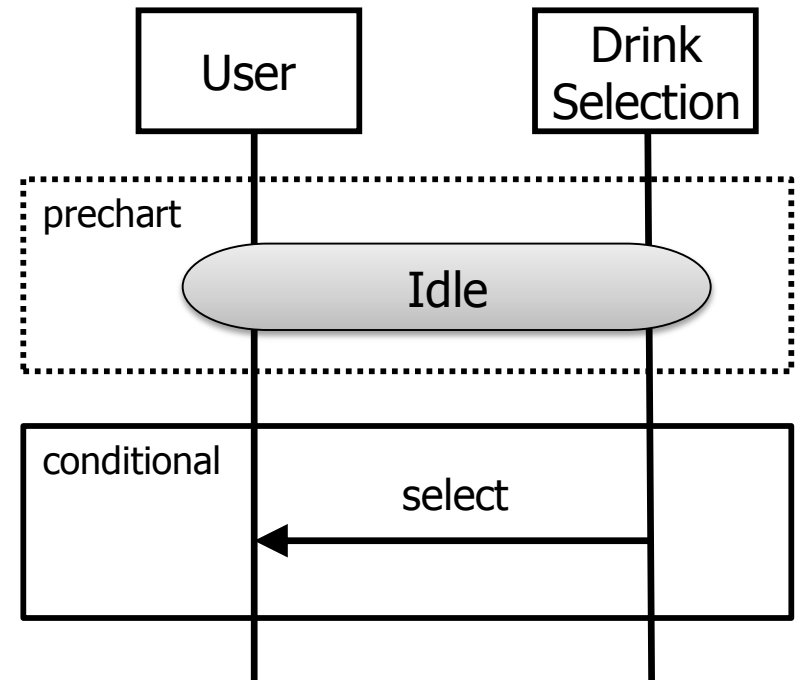 User
Drink
Selection
prechart
Idle
conditional
select